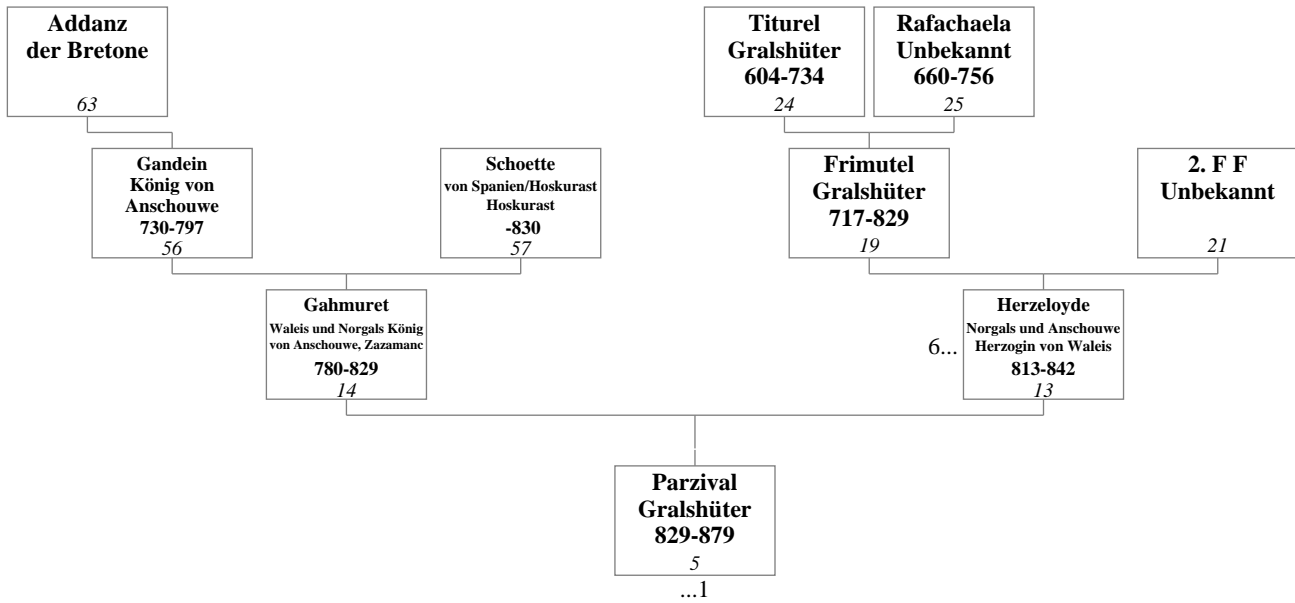 Addanz
der Bretone
63
Titurel
Gralshüter
604-734
24
Rafachaela
Unbekannt
660-756
25
Gandein
König von
Anschouwe
730-797
56
Schoette
von Spanien/Hoskurast
Hoskurast
-830
57
Frimutel
Gralshüter
717-829
19
2. F F
Unbekannt
21
Gahmuret
Waleis und Norgals König
von Anschouwe, Zazamanc
780-829
14
6...
Herzeloyde
Norgals und Anschouwe
Herzogin von Waleis
813-842
13
Parzival
Gralshüter
829-879
5
...1